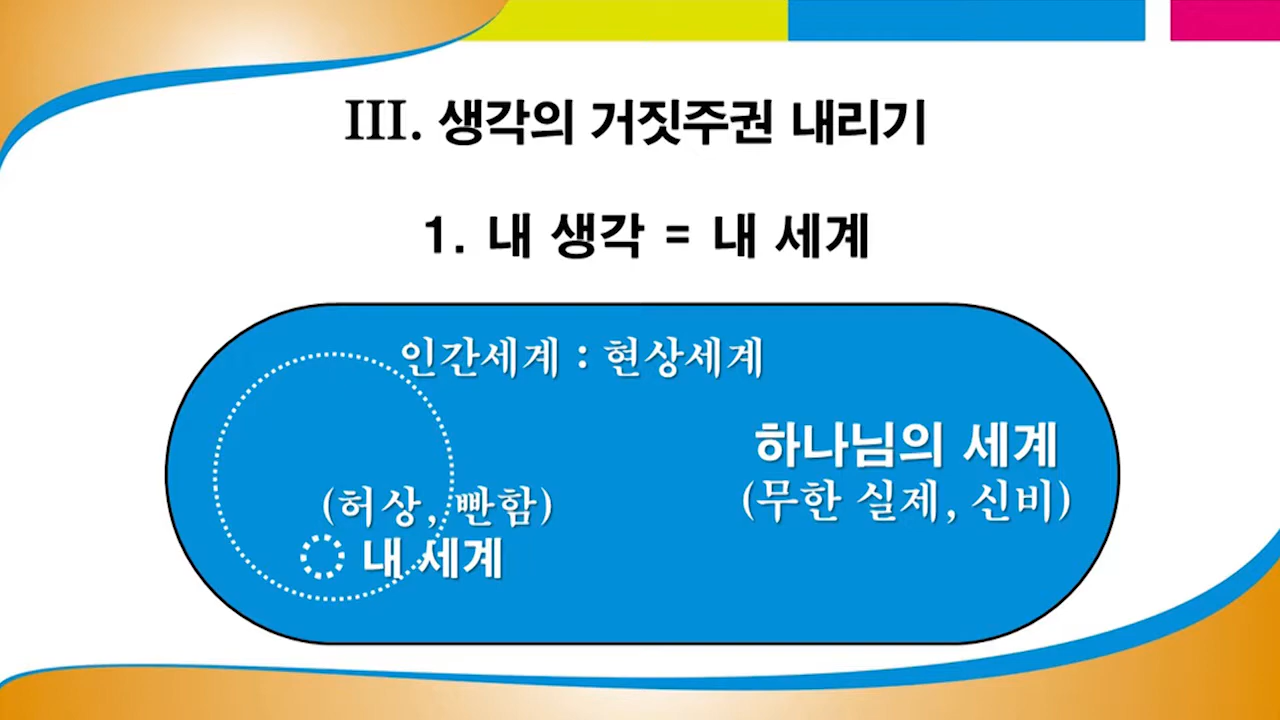 III. 생각의 거짓주권 내리기
1. 내 생각 = 내 세계
인간세계 : 현상세계
하나님의 세계
(무한 실제, 신비)
(허상, 빤함)
내 세계